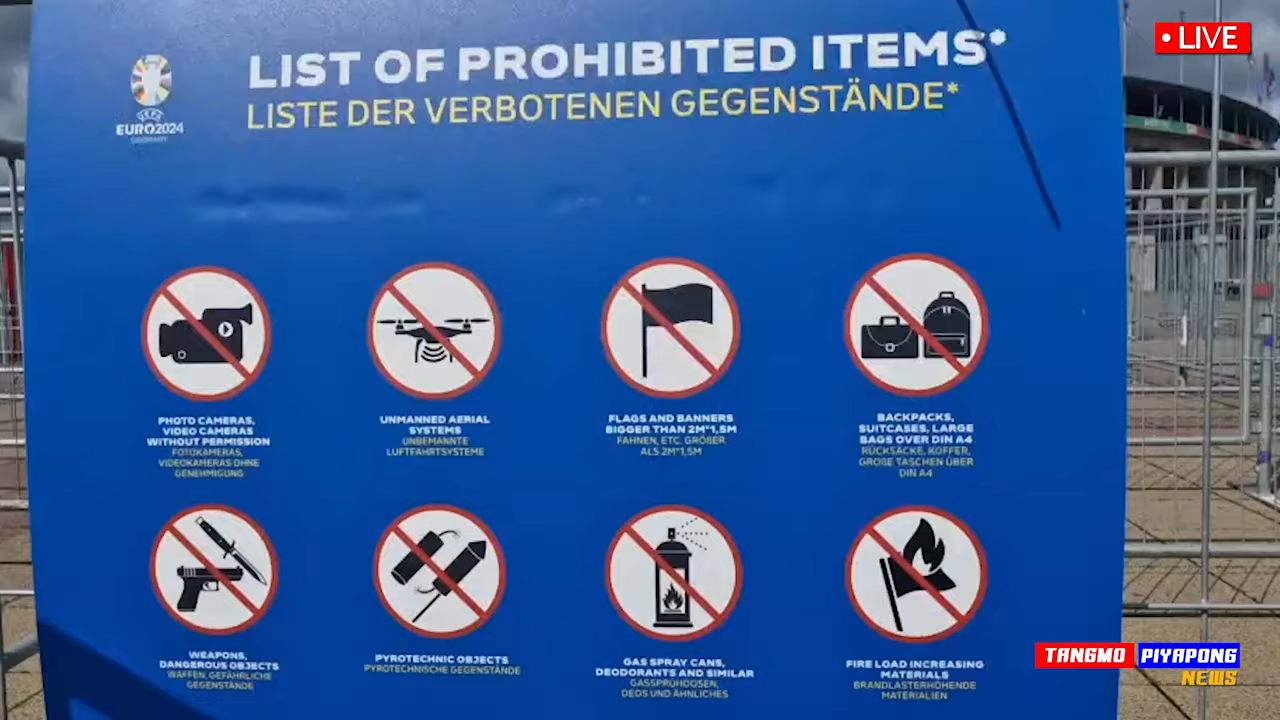 • LIVE
LIST OF PROHIBITED ITEMS*
LISTE DER VERBOTENEN GEGENSTÄNDE*
UEFA
EURO2024
GERMANY
PHOTO CAMERAS,
VIDEO CAMERAS
WITHOUT PERMISSION
FOTOKAMERAS,
VIDEOKAMERAS OHNE
GENEHMIGUNG
UNMANNED AERIAL
SYSTEMS
UNBEMANNTE
LUFTFAHRTSYSTEME
FLAGS AND BANNERS
BIGGER THAN 2M*1,5M
FAHNEN, ETC. GRÖßER
ALS 2M*1,5M
BACKPACKS,
SUITCASES, LARGE
BAGS OVER DIN A4
RÜCKSÄCKE, KOFFER,
GROßE TASCHEN ÜBER
DIN A4
WEAPONS,
DANGEROUS OBJECTS
WAFFEN, GEFÄHRLICHE
GEGENSTÄNDE
PYROTECHNIC OBJECTS
PYROTECHNISCHE GEGENSTÄNDE
GAS SPRAY CANS,
DEODORANTS AND SIMILAR
GASSPRÜHDOSEN,
DEOS UND ÄHNLICHES
FIRE LOAD INCREASING
MATERIALS
BRANDLASTERHÖHENDE
MATERIALIEN
TANGMO PIYAPONG
NEWS